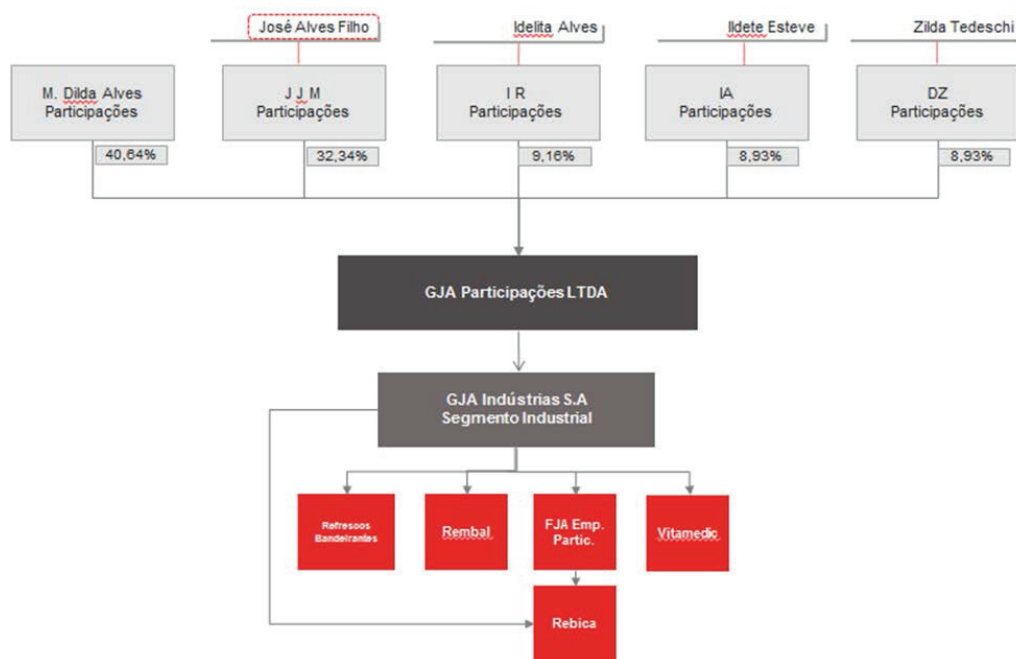 José Alves Filho
Idelita Alves
Ildete Esteve
Zilda Tedeschi
M. Dilda Alves
Participações
J J M
Participações
I R
Participações
IA
Participações
DZ
Participações
40,64%
32,34%
9,16%
8,93%
8,93%
GJA Participações LTDA
GJA Indústrias S.A
Segmento Industrial
Refresoos
Bandeirantes
Rembal
FJA Emp.
Partic.
Vitamedic
Rebica